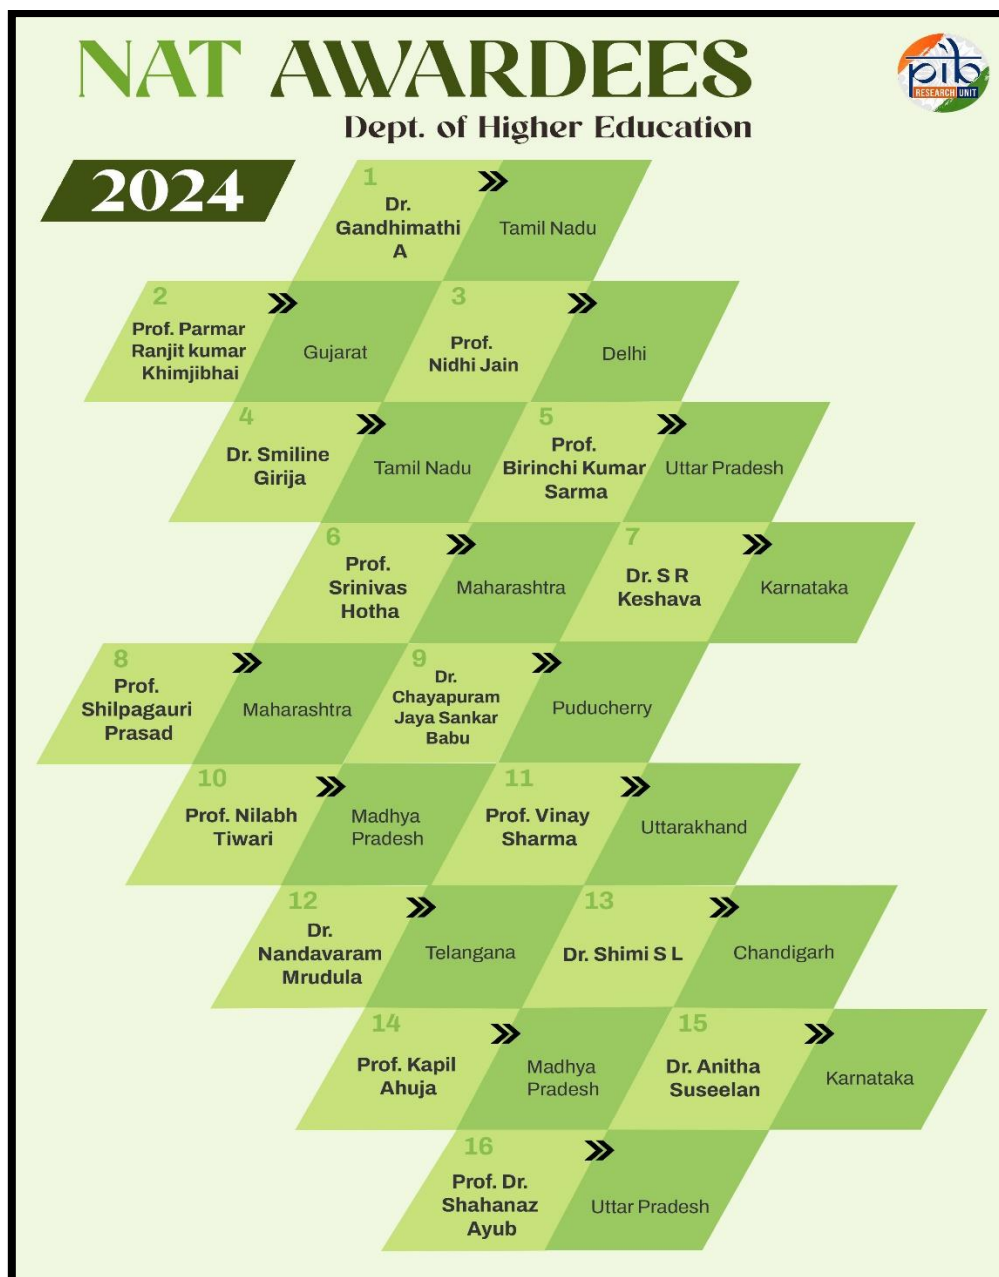 NAT AWARDEES
pib
RESEARCH UNIT
Dept. of Higher Education
2024
1
Dr.
Gandhimathi
A
Tamil Nadu
2
Prof. Parmar
Ranjit kumar
Khimjibhai
Gujarat
3
Prof.
Nidhi Jain
Delhi
4
Dr. Smiline
Girija
Tamil Nadu
5
Prof.
Birinchi Kumar
Sarma
Uttar Pradesh
6
Prof.
Srinivas
Hotha
Maharashtra
7
Dr. S R
Keshava
Karnataka
8
Prof.
Shilpagauri
Prasad
Maharashtra
9
Dr.
Chayapuram
Jaya Sankar
Babu
Puducherry
10
Prof. Nilabh
Tiwari
Madhya
Pradesh
11
Prof. Vinay
Sharma
Uttarakhand
12
Dr.
Nandavaram
Mrudula
Telangana
13
Dr. Shimi S L
Chandigarh
14
Prof. Kapil
Ahuja
Madhya
Pradesh
15
Dr. Anitha
Suseelan
Karnataka
16
Prof. Dr.
Shahanaz
Ayub
Uttar Pradesh